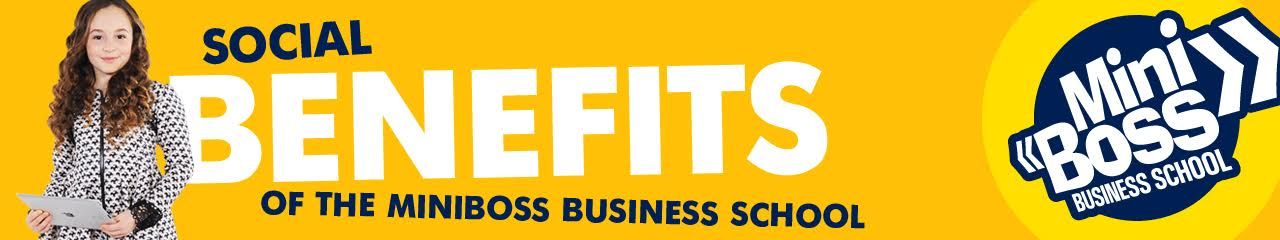 SOCIAL
BENEFITS
OF THE MINIBOSS BUSINESS SCHOOL
Mini
Boss
BUSINESS SCHOOL